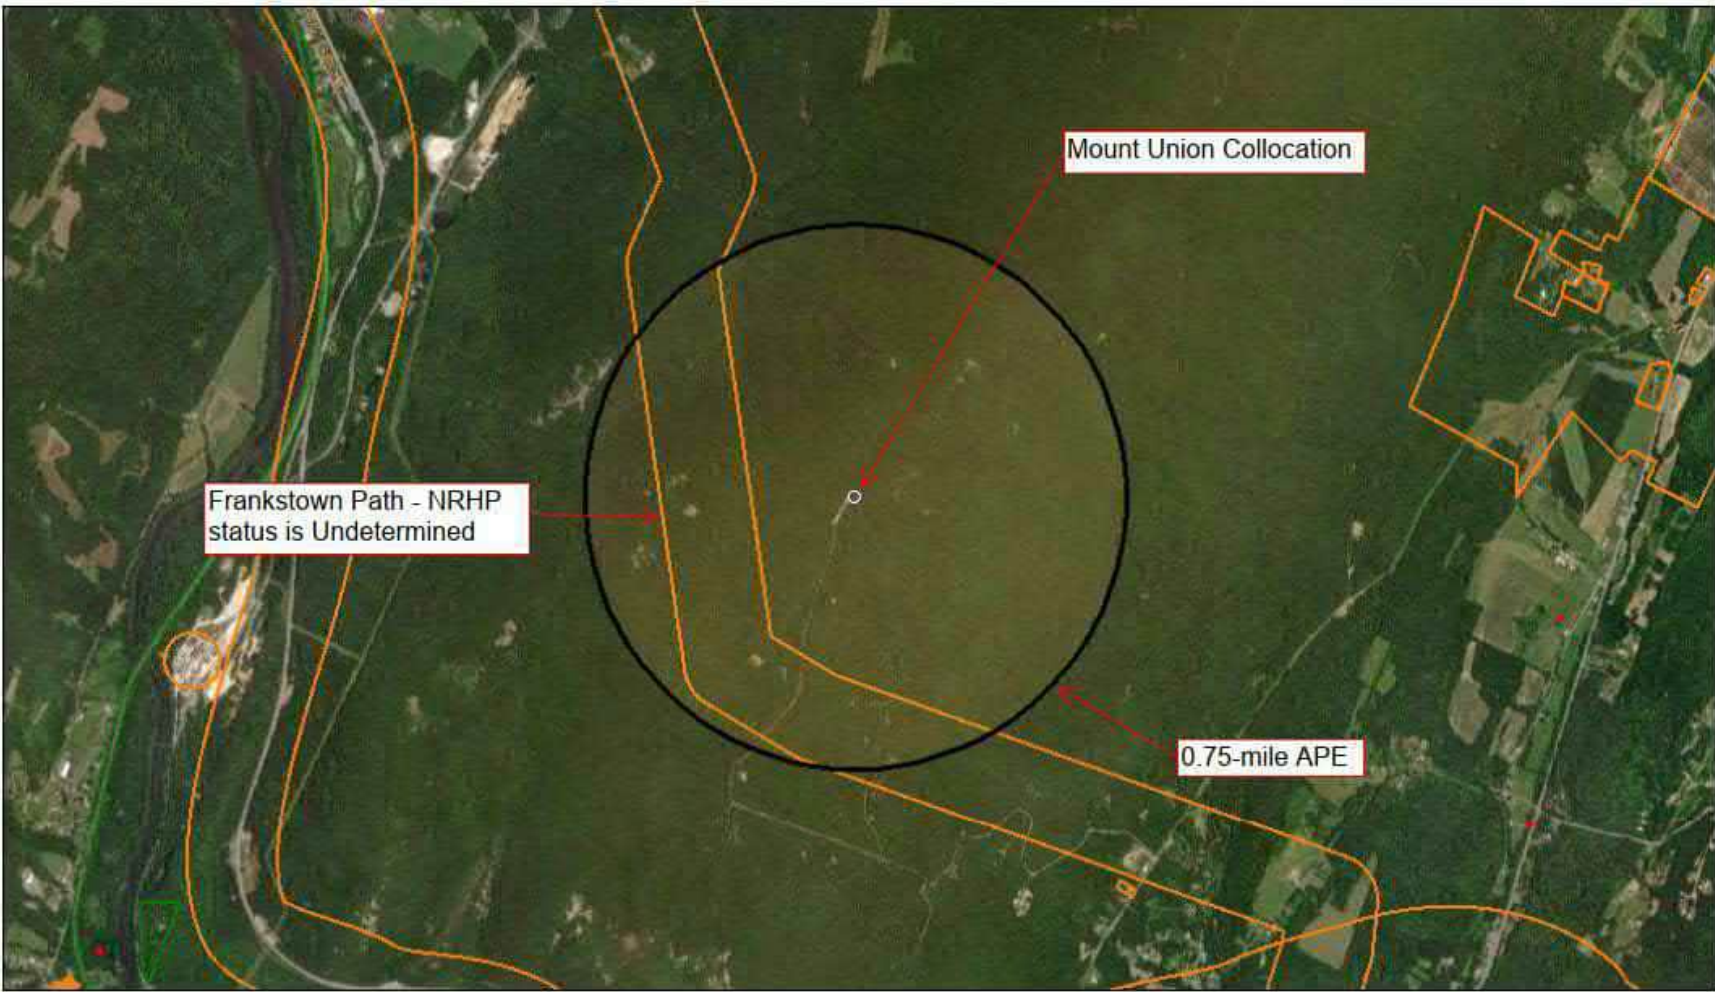 Mount Union Collocation
Frankstown Path - NRHP
status is Undetermined
0.75-mile APE